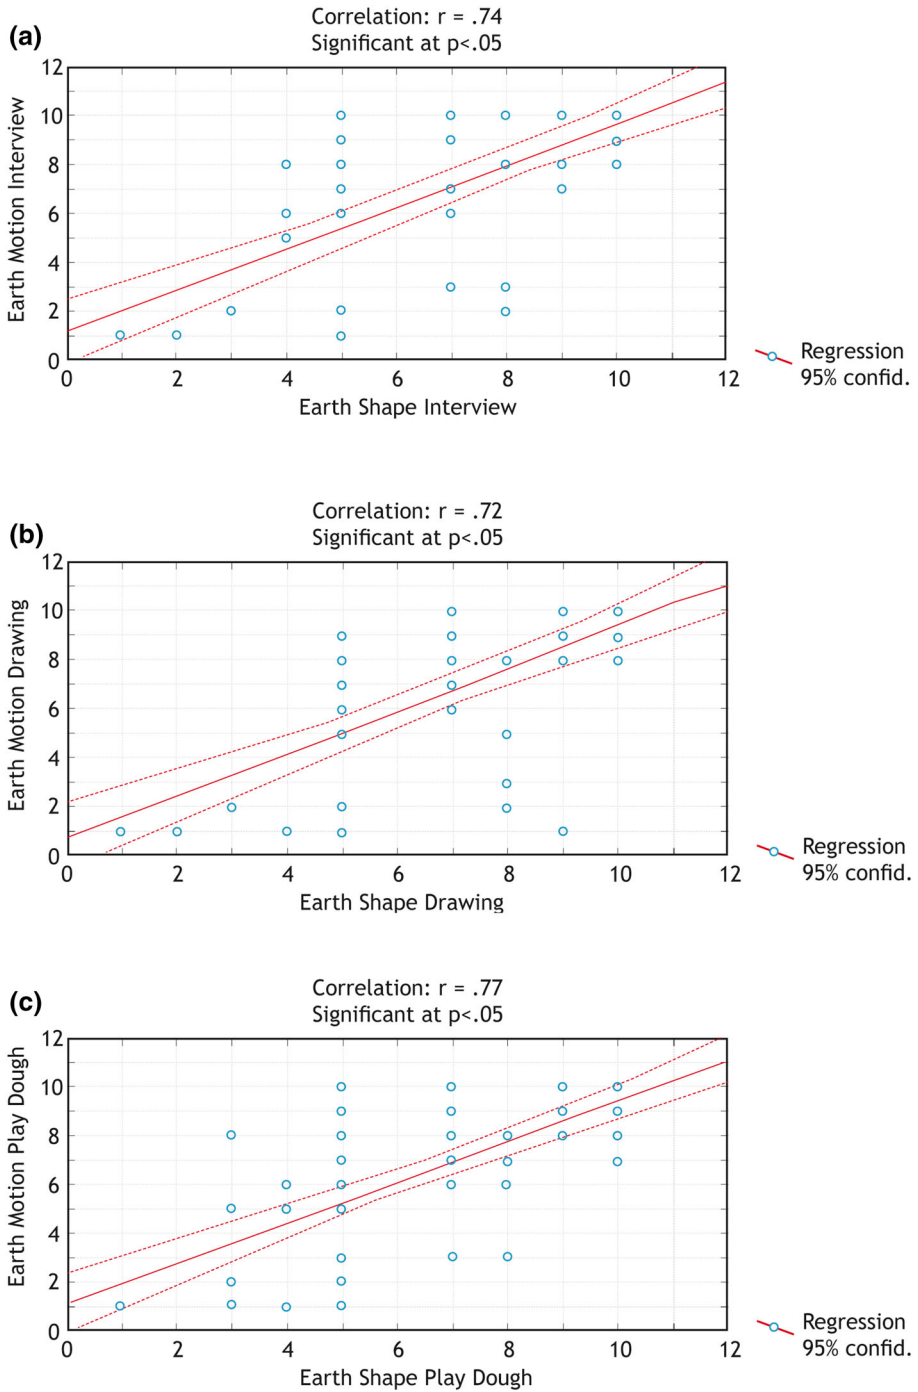 (a)
Correlation: r = .74
Significant at p<.05
12
10
8
6
4
2
0
Earth Motion Interview
0 2 4 6 8 10 12
Earth Shape Interview
Regression
95% confid.
(b)
Correlation: r = .72
Significant at p<.05
12
10
8
6
4
2
0
Earth Motion Drawing
0 2 4 6 8 10 12
Earth Shape Drawing
Regression
95% confid.
(c)
Correlation: r = .77
Significant at p<.05
12
10
8
6
4
2
0
Earth Motion Play Dough
0 2 4 6 8 10 12
Earth Shape Play Dough
Regression
95% confid.